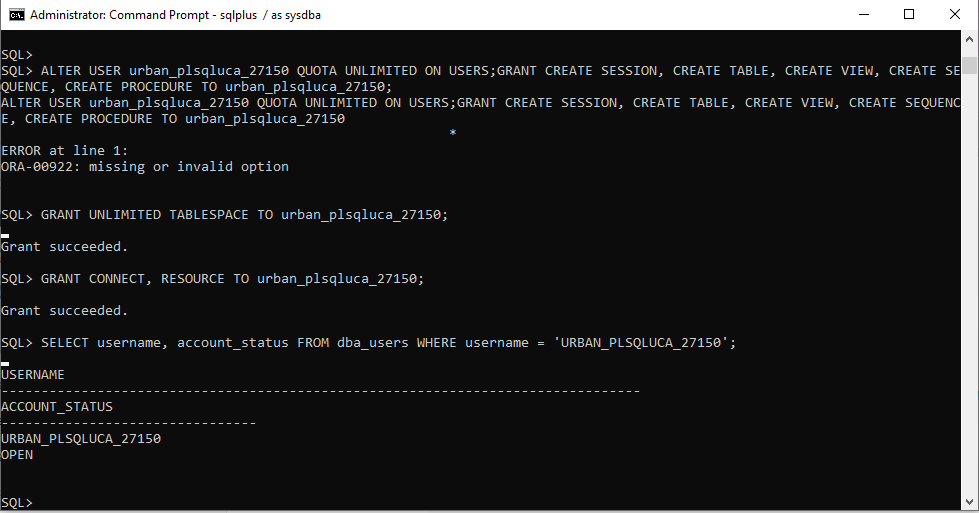 Administrator: Command Prompt - sqlplus  / as sysdba
SQL>
SQL> ALTER USER urban_plsqluca_27150 QUOTA UNLIMITED ON USERS;GRANT CREATE SESSION, CREATE TABLE, CREATE VIEW, CREATE SE
QUENCE, CREATE PROCEDURE TO urban_plsqluca_27150;
ALTER USER urban_plsqluca_27150 QUOTA UNLIMITED ON USERS;GRANT CREATE SESSION, CREATE TABLE, CREATE VIEW, CREATE SEQUENC
E, CREATE PROCEDURE TO urban_plsqluca_27150
*
ERROR at line 1:
ORA-00922: missing or invalid option
SQL> GRANT UNLIMITED TABLESPACE TO urban_plsqluca_27150;
Grant succeeded.
SQL> GRANT CONNECT, RESOURCE TO urban_plsqluca_27150;
Grant succeeded.
SQL> SELECT username, account_status FROM dba_users WHERE username = 'URBAN_PLSQLUCA_27150';
USERNAME
--------------------------------------------------------------------------------
ACCOUNT_STATUS
--------------------------------
URBAN_PLSQLUCA_27150
OPEN
SQL>